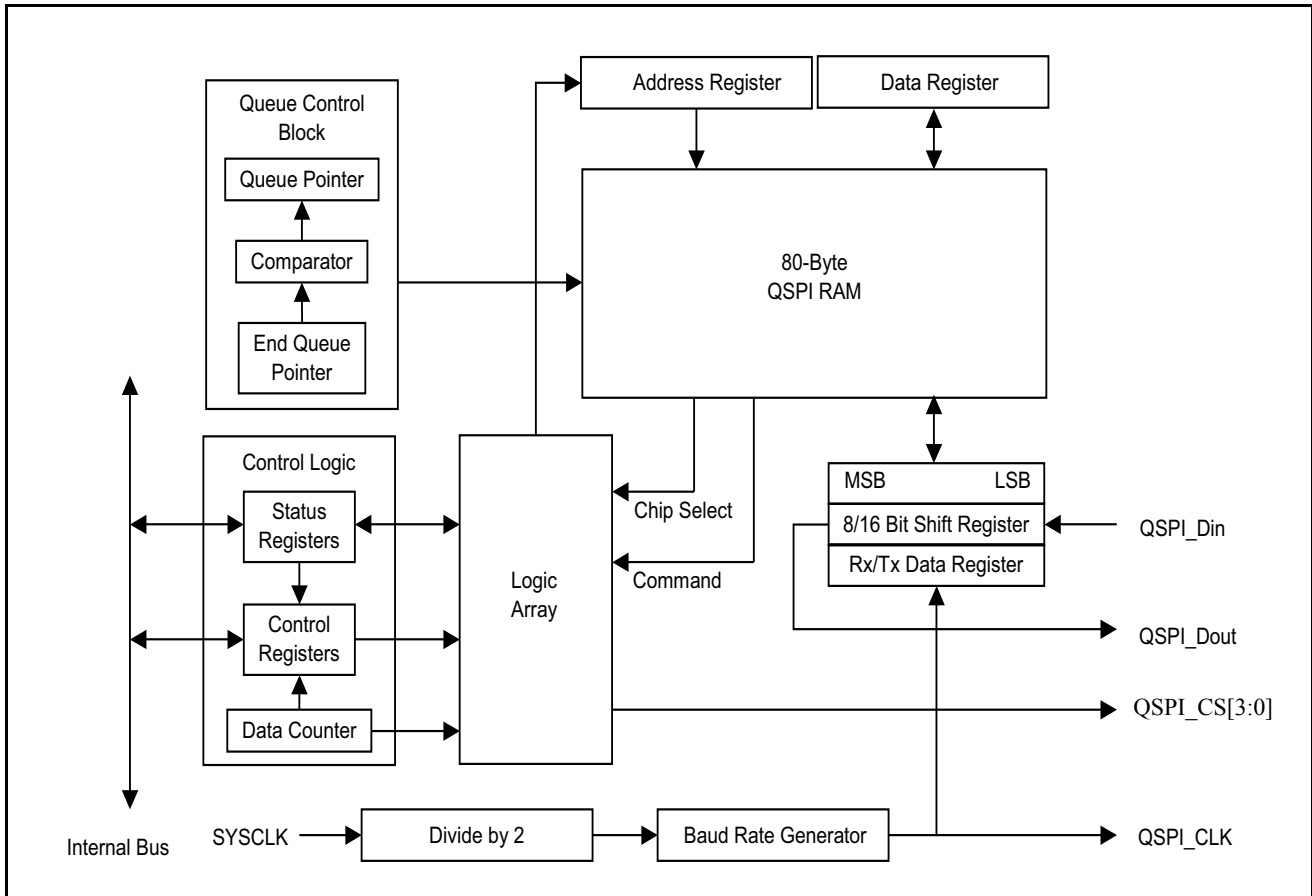 Queue Control
Block
Queue Pointer
Comparator
End Queue
Pointer
Address Register
Data Register
80-Byte
QSPI RAM
Control Logic
Status
Registers
Control
Registers
Data Counter
Logic
Array
Chip Select
Command
MSB LSB
8/16 Bit Shift Register
Rx/Tx Data Register
QSPI_Din
QSPI_Dout
QSPI_CS[3:0]
Internal Bus
SYSCLK
Divide by 2
Baud Rate Generator
QSPI_CLK